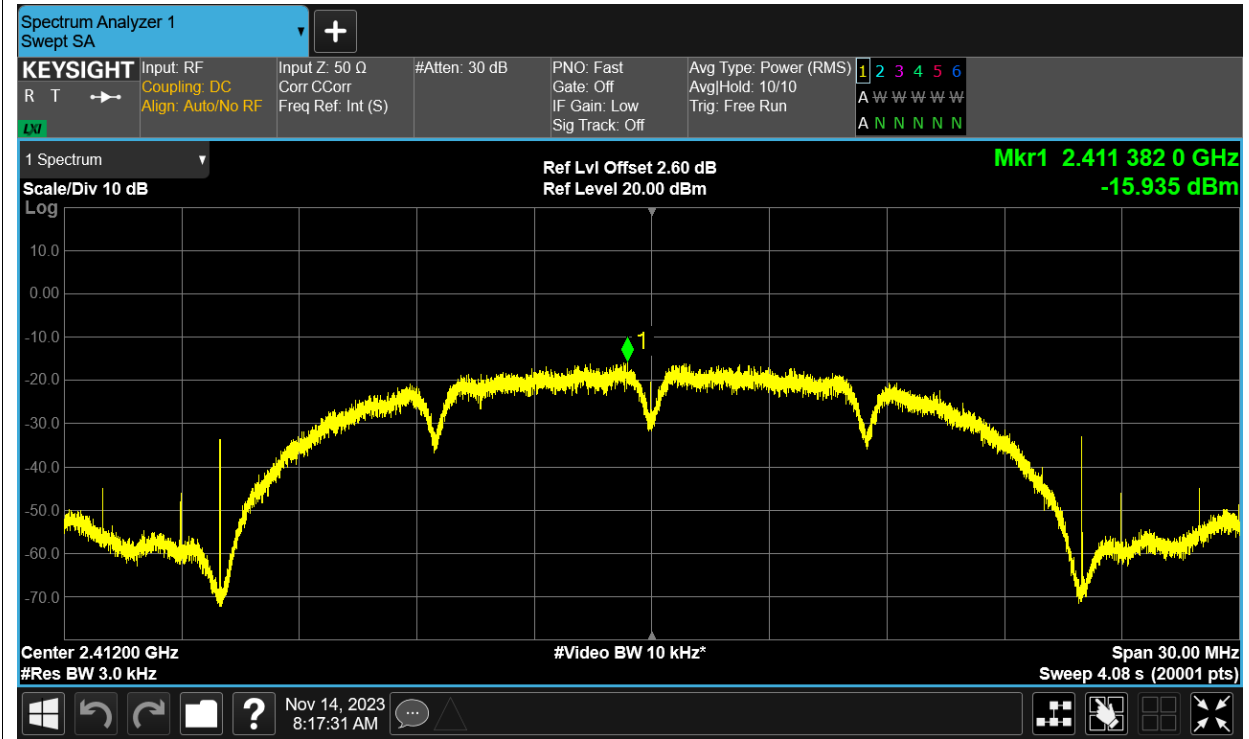 Spectrum Analyzer 1
Swept SA
KEYSIGHT
R T
LXI
Input: RF
Coupling: DC
Align: Auto/No RF
Input Z: 50 Ω
Corr CCorr
Freq Ref: Int (S)
#Atten: 30 dB
PNO: Fast
Gate: Off
IF Gain: Low
Sig Track: Off
Avg Type: Power (RMS)
Avg|Hold: 10/10
Trig: Free Run
1 2 3 4 5 6
A W W W W W
A N N N N N
1 Spectrum
Scale/Div 10 dB
Ref Lvl Offset 2.60 dB
Ref Level 20.00 dBm
Mkr1 2.411 382 0 GHz
-15.935 dBm
Log
10.0
0.00
-10.0
-20.0
-30.0
-40.0
-50.0
-60.0
-70.0
1
Center 2.41200 GHz
#Video BW 10 kHz*
Span 30.00 MHz
#Res BW 3.0 kHz
Sweep 4.08 s (20001 pts)
?
Nov 14, 2023
8:17:31 AM